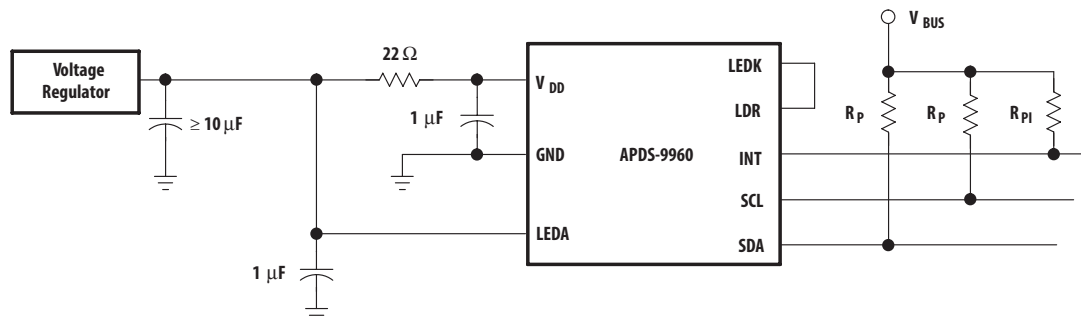 Voltage
Regulator
≥ 10 μF
22 Ω
1 μF
1 μF
V DD
GND
LEDA
APDS-9960
LEDK
LDR
INT
SCL
SDA
V BUS
R P
R P
R PI